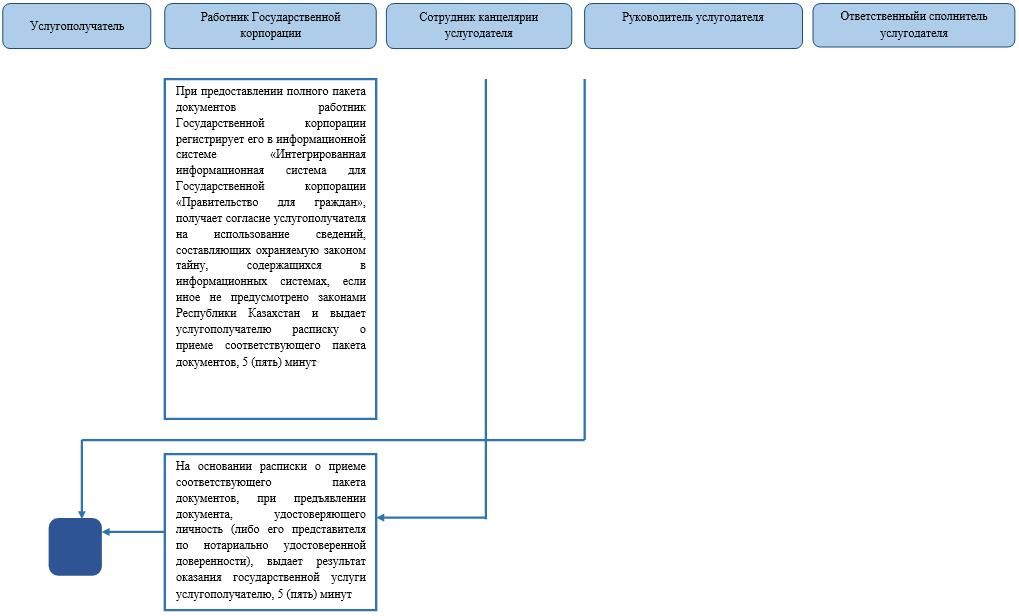 Услугополучатель
Работник Государственной
корпорации
Сотрудник канцелярии
услугодателя
Руководитель услугодателя
Ответственныйи сполнитель
услугодателя
При предоставлении полного пакета
документов работник
Государственной корпорации
регистрирует его в информационной
системе «Интегрированная
информационная система для
Государственной корпорации
«Правительство для граждан»,
получает согласие услугополучателя
на использование сведений,
составляющих охраняемую законом
тайну, содержащихся в
информационных системах, если
иное не предусмотрено законами
Республики Казахстан и выдает
услугополучателю расписку о
приеме соответствующего пакета
документов, 5 (пять) минут
На основании расписки о приеме
соответствующего пакета
документов, при предъявлении
документа, удостоверяющего
личность (либо его представителя
по нотариально удостоверенной
доверенности), выдает результат
оказания государственной услуги
услугополучателю, 5 (пять) минут